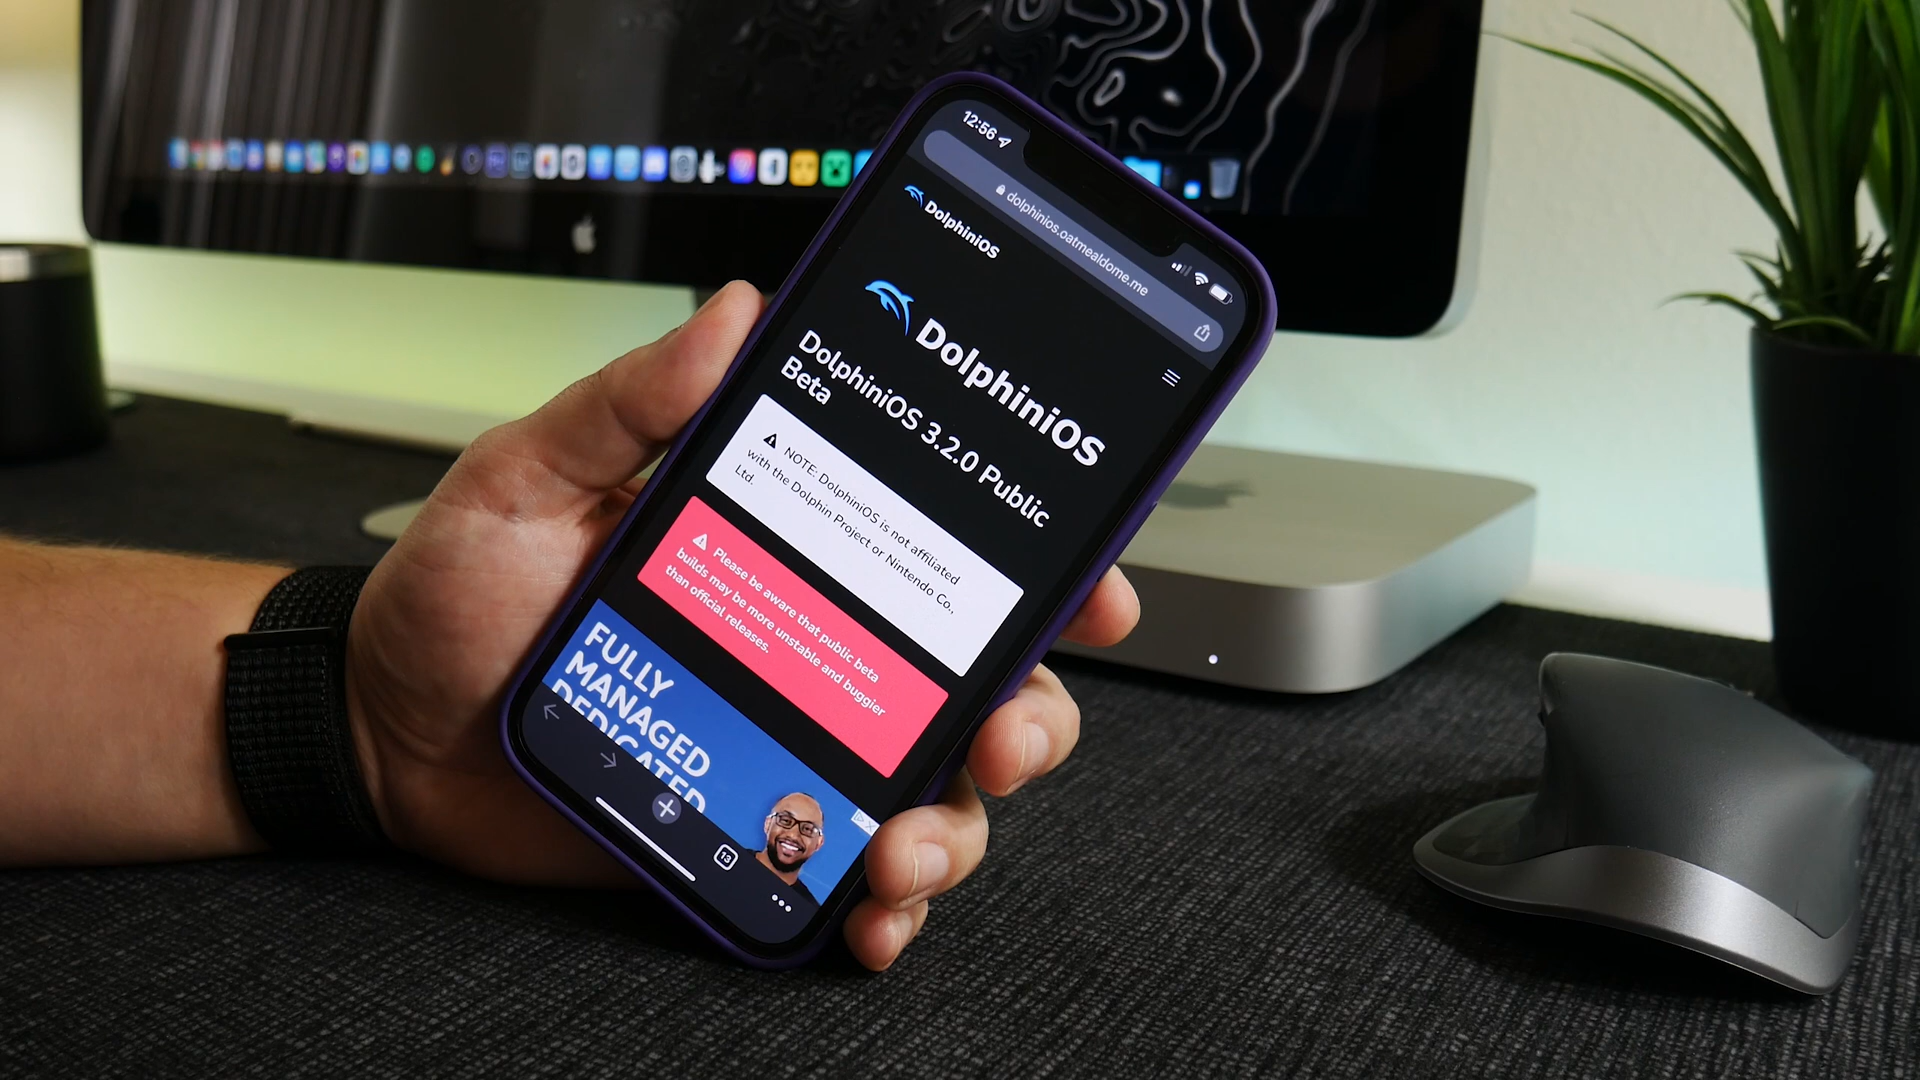 12:56
dolphinios.oatmealdome.me
DolphiniOS
DolphiniOS
DolphiniOS 3.2.0 Public
Beta
NOTE: DolphiniOS is not affiliated
with the Dolphin Project or Nintendo Co.,
Ltd.
Please be aware that public beta
builds may be more unstable and buggier
than official releases.
FULLY
MANAGED
DEDICATED
13